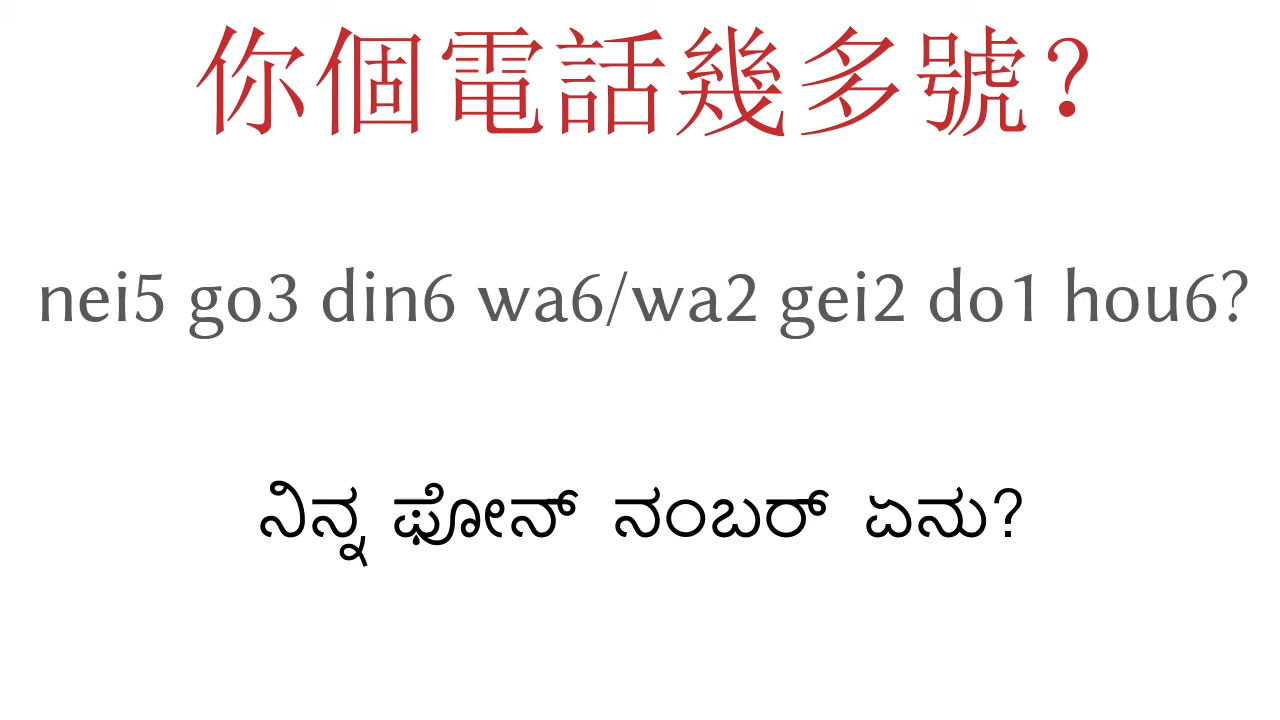 你個電話幾多號?
nei5 go3 din6 wa6/wa2 gei2 do1 hou6?
ನಿನ್ನ ಫೋನ್ ನಂಬರ್ ಏನು?